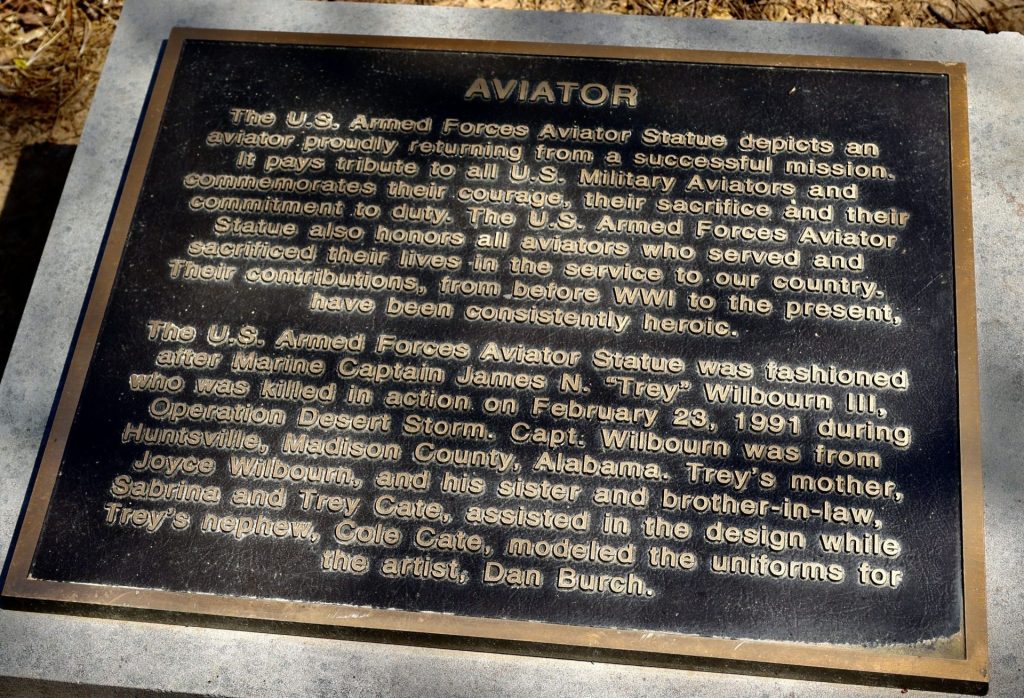 AVIATOR
The U.S. Armed Forces Aviator Statue depicts an
aviator proudly returning from a successful mission.
It pays tribute to all U.S. Military Aviators and
commemorates their courage, their sacrifice and their
commitment to duty. The U.S. Armed Forces Aviator
Statue also honors all aviators who served and
sacrificed their lives in the service to our country.
Their contributions, from before WWI to the present,
have been consistently heroic.
The U.S. Armed Forces Aviator Statue was fashioned
after Marine Captain James N. "Trey" Wilbourn III,
who was killed in action on February 23, 1991 during
Operation Desert Storm. Capt. Wilbourn was from
Huntsville, Madison County, Alabama. Trey's mother,
Joyce Wilbourn, and his sister and brother-in-law,
Sabrina and Trey Cate, assisted in the design while
Trey's nephew, Cole Cate, modeled the uniforms for
the artist, Dan Burch.